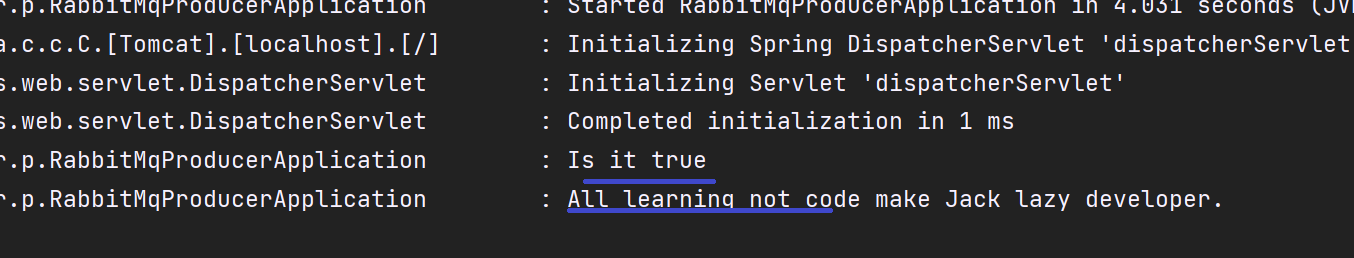 r.p.RabbitMqProducerApplication : Started RabbitMqProducerApplication in 4.031 seconds (JV
a.c.c.C.[Tomcat].[localhost].[/] : Initializing Spring DispatcherServlet 'dispatcherServlet
s.web.servlet.DispatcherServlet : Initializing Servlet 'dispatcherServlet'
s.web.servlet.DispatcherServlet : Completed initialization in 1 ms
r.p.RabbitMqProducerApplication : Is it true
r.p.RabbitMqProducerApplication : All learning not code make Jack lazy developer.